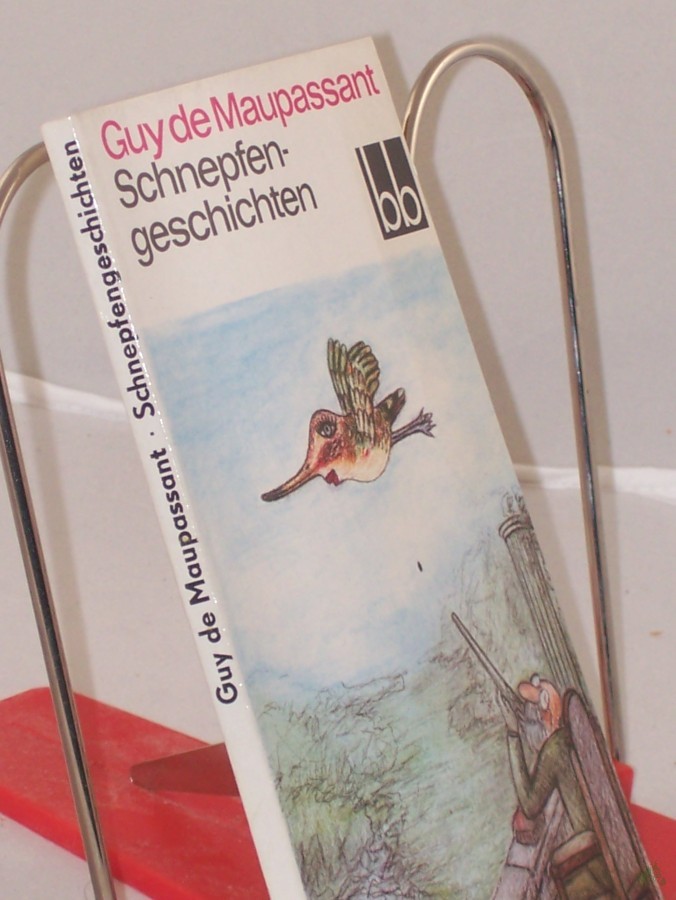 Guy de Maupassant
Schnepfen-
geschichten
bb
Guy de Maupassant · Schnepfengeschichten